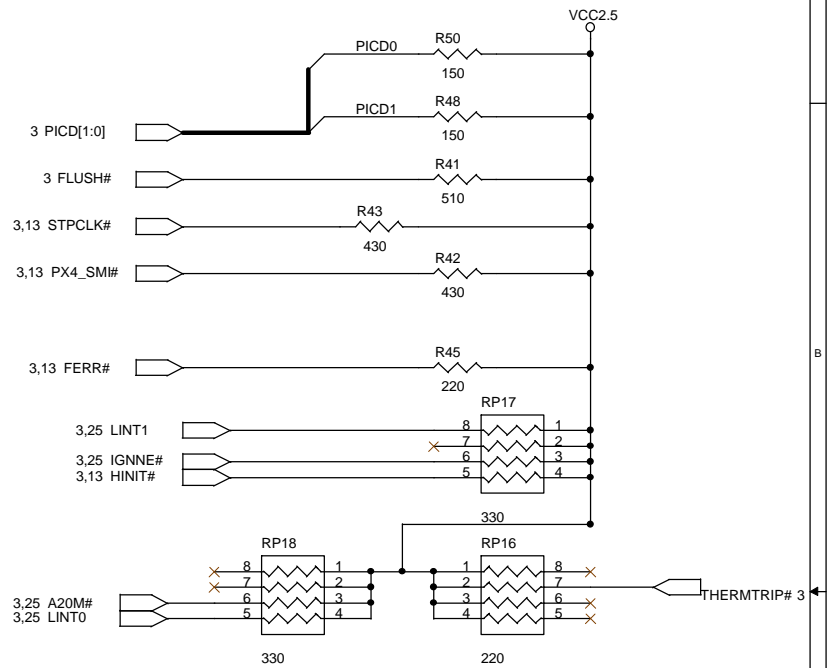 VCC2.5
PICD0 R50
150
PICD1 R48
150
3 PICD[1:0]
R41
3 FLUSH#
510
R43
3,13 STPCLK#
430
R42
3,13 PX4_SMI#
430
B
R45
3,13 FERR#
220
RP17
3,25 LINT1 8 1
7 2
3,25 IGNNE# 6 3
3,13 HINIT# 5 4
330
RP18 RP16
8 1 1 8
7 2 2 7
THERMTRIP# 3
3,25 A20M# 6 3 3 6
3,25 LINT0 5 4 4 5
330 220